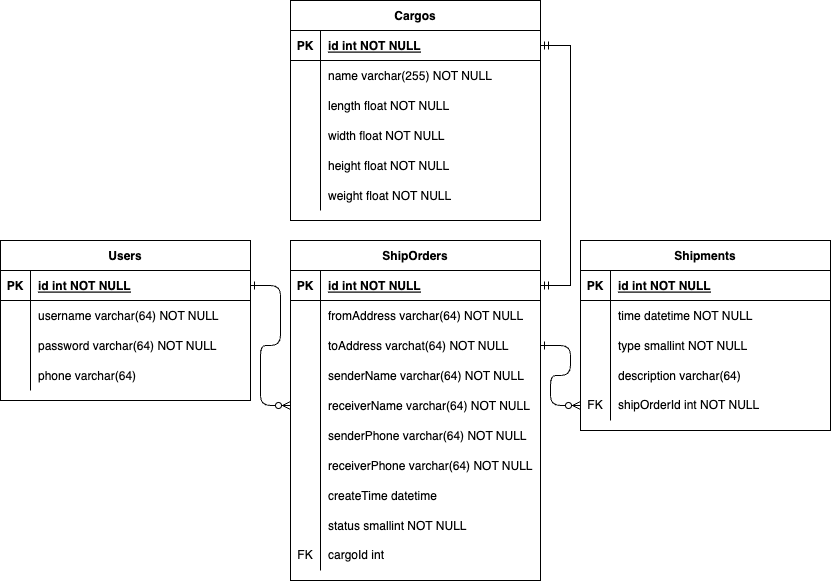 Cargos
PK id int NOT NULL
name varchar(255) NOT NULL
length float NOT NULL
width float NOT NULL
height float NOT NULL
weight float NOT NULL
Users
PK id int NOT NULL
username varchar(64) NOT NULL
password varchar(64) NOT NULL
phone varchar(64)
ShipOrders
PK id int NOT NULL
fromAddress varchar(64) NOT NULL
toAddress varchat(64) NOT NULL
senderName varchar(64) NOT NULL
receiverName varchar(64) NOT NULL
senderPhone varchar(64) NOT NULL
receiverPhone varchar(64) NOT NULL
createTime datetime
status smallint NOT NULL
FK cargoId int
Shipments
PK id int NOT NULL
time datetime NOT NULL
type smallint NOT NULL
description varchar(64)
FK shipOrderId int NOT NULL